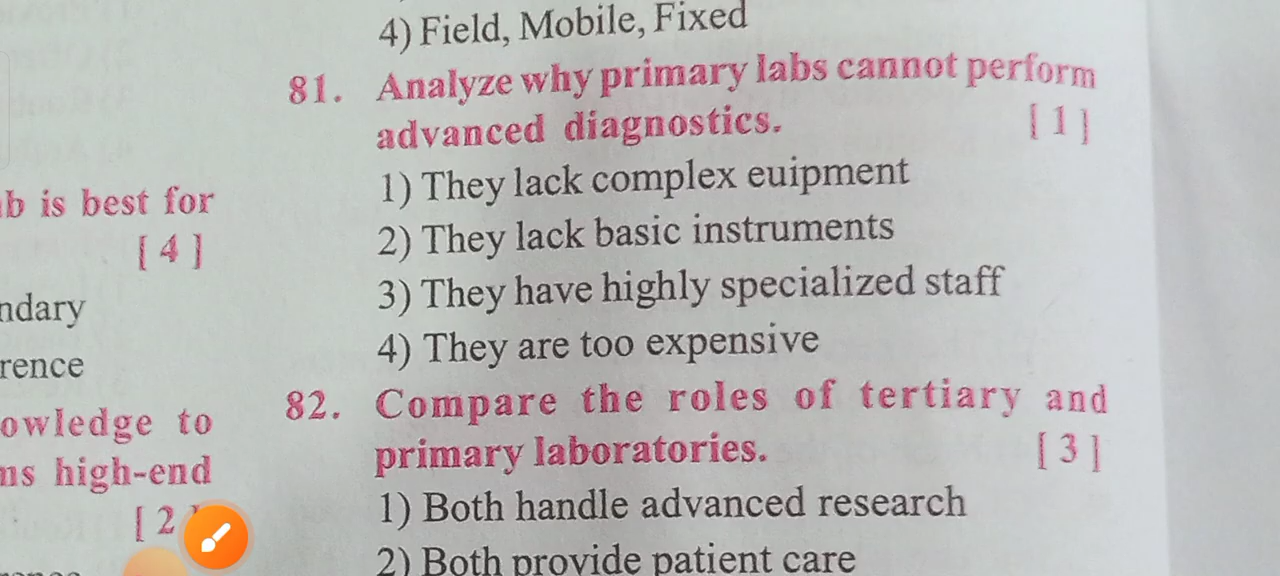 b is best for
[ 4 ]
ndary
rence
owledge to
ns high-end
[ 2
4) Field, Mobile, Fixed
81. Analyze why primary labs cannot perform
advanced diagnostics. [ 1 ]
1) They lack complex euipment
2) They lack basic instruments
3) They have highly specialized staff
4) They are too expensive
82. Compare the roles of tertiary and
primary laboratories. [ 3 ]
1) Both handle advanced research
2) Both provide patient care